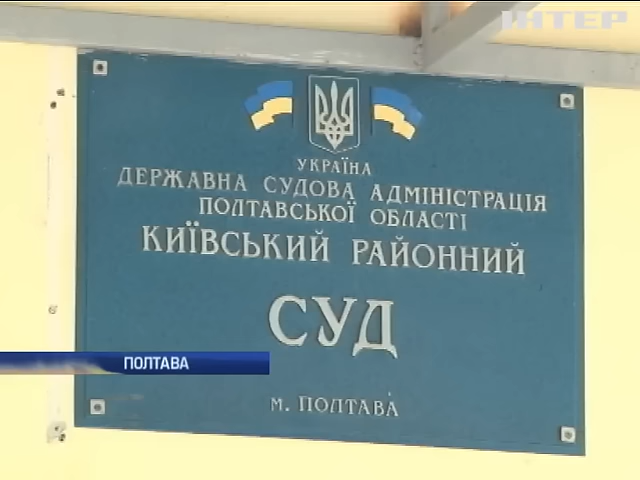 ІНТЕР
УКРАЇНА
ДЕРЖАВНА СУДОВА АДМІНІСТРАЦІЯ
ПОЛТАВСЬКОЇ ОБЛАСТІ
КИЇВСЬКИЙ РАЙОННИЙ
СУД
ПОЛТАВА
м. ПОЛТАВА